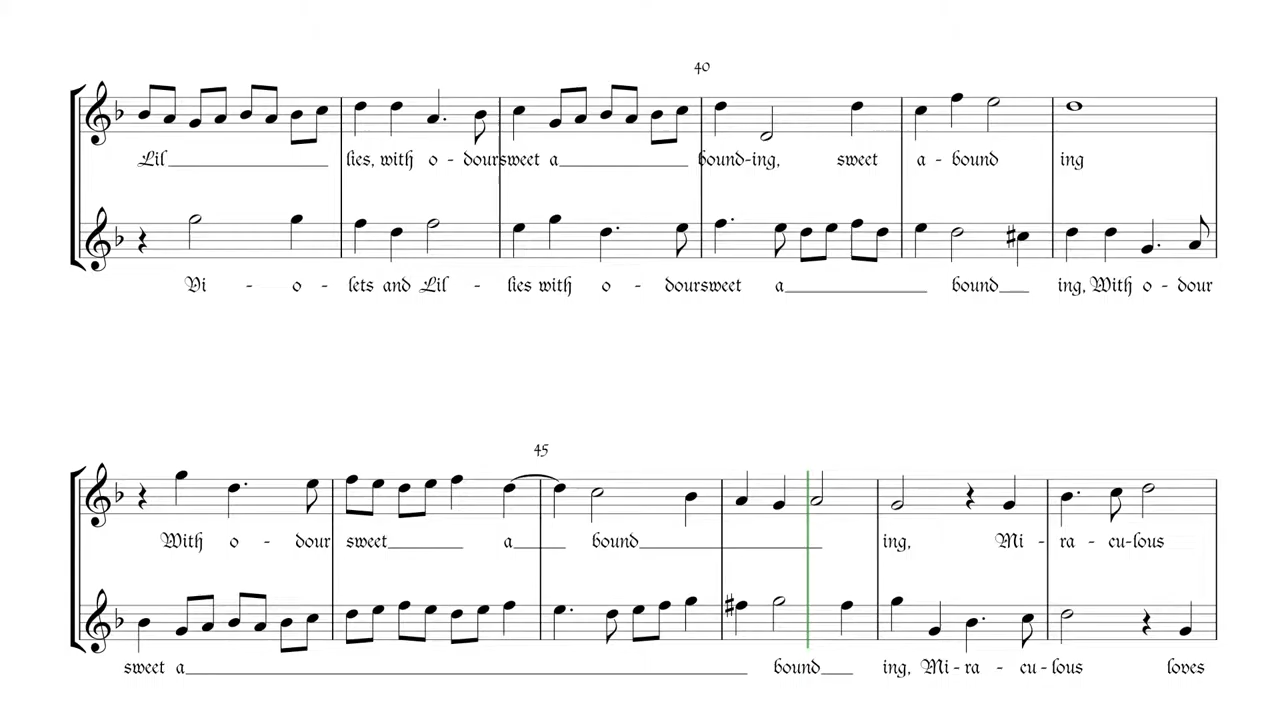 40
Lil lies, with o - dour sweet a bound-ing, sweet a - bound ing
Vi - o - lets and Lil - lies with o - dour sweet a bound ing, With o - dour
45
With o - dour sweet a bound ing, Mi - ra - cu-lous
sweet a bound ing, Mi-ra - cu-lous loves